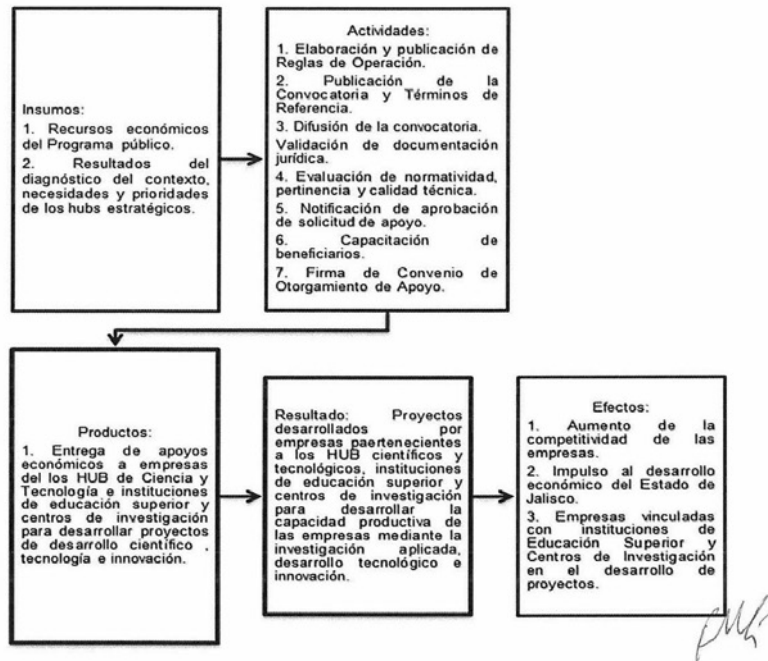 Insumos:
1. Recursos económicos
del Programa público.
2. Resultados del
diagnóstico del contexto,
necesidades y prioridades
de los hubs estratégicos.
Actividades:
1. Elaboración y publicación de
Reglas de Operación.
2. Publicación de la
Convocatoria y Términos de
Referencia.
3. Difusión de la convocatoria.
Validación de documentación
jurídica.
4. Evaluación de normatividad,
pertinencia y calidad técnica.
5. Notificación de aprobación
de solicitud de apoyo.
6. Capacitación de
beneficiarios.
7. Firma de Convenio de
Otorgamiento de Apoyo.
Productos:
1. Entrega de apoyos
económicos a empresas
del los HUB de Ciencia y
Tecnología e instituciones
de educación superior y
centros de investigación
para desarrollar proyectos
de desarrollo científico ,
tecnología e innovación.
Resultado: Proyectos
desarrollados por
empresas paertenecientes
a los HUB científicos y
tecnológicos, instituciones
de educación superior y
centros de investigación
para desarrollar la
capacidad productiva de
las empresas mediante la
investigación aplicada,
desarrollo tecnológico e
innovación.
Efectos:
1. Aumento de la
competitividad de las
empresas.
2. Impulso al desarrollo
económico del Estado de
Jalisco.
3. Empresas vinculadas
con instituciones de
Educación Superior y
Centros de Investigación
en el desarrollo de
proyectos.